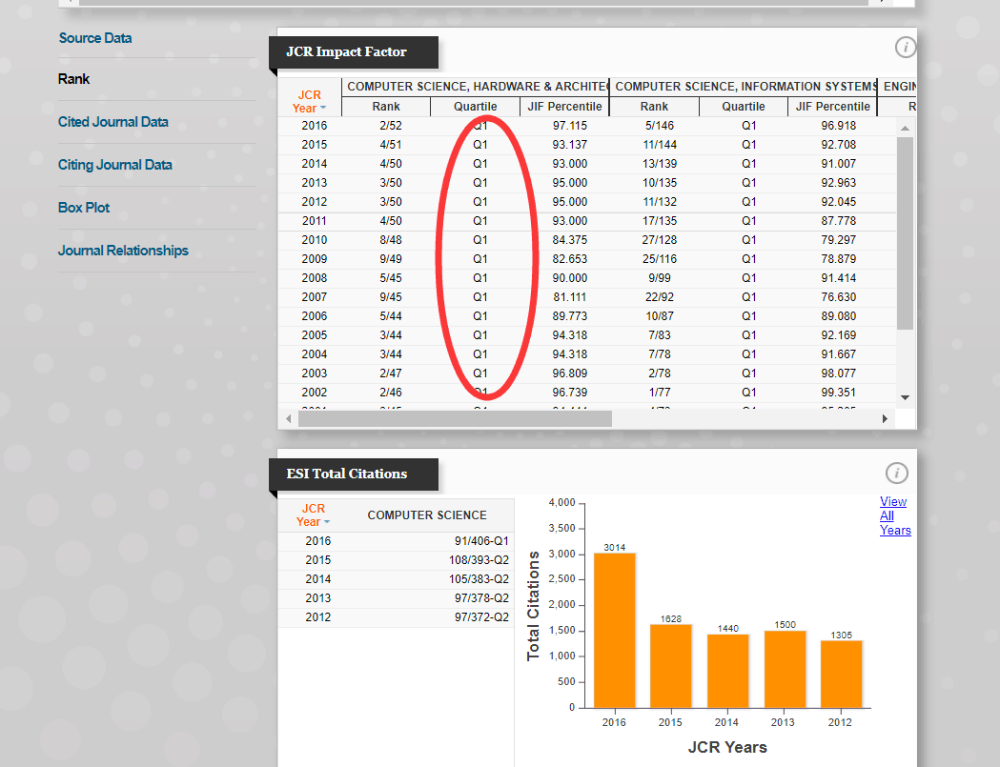 Source Data
Rank
Cited Journal Data
Citing Journal Data
Box Plot
Journal Relationships
JCR Impact Factor
i
JCR Year COMPUTER SCIENCE, HARDWARE & ARCHITEC COMPUTER SCIENCE, INFORMATION SYSTEMS ENGIN
Rank Quartile JIF Percentile Rank Quartile JIF Percentile R
2016 2/52 Q1 97.115 5/146 Q1 96.918
2015 4/51 Q1 93.137 11/144 Q1 92.708
2014 4/50 Q1 93.000 13/139 Q1 91.007
2013 3/50 Q1 95.000 10/135 Q1 92.963
2012 3/50 Q1 95.000 11/132 Q1 92.045
2011 4/50 Q1 93.000 17/135 Q1 87.778
2010 8/48 Q1 84.375 27/128 Q1 79.297
2009 9/49 Q1 82.653 25/116 Q1 78.879
2008 5/45 Q1 90.000 9/99 Q1 91.414
2007 9/45 Q1 81.111 22/92 Q1 76.630
2006 5/44 Q1 89.773 10/87 Q1 89.080
2005 3/44 Q1 94.318 7/83 Q1 92.169
2004 3/44 Q1 94.318 7/78 Q1 91.667
2003 2/47 Q1 96.809 2/78 Q1 98.077
2002 2/46 Q1 96.739 1/77 Q1 99.351
ESI Total Citations
i
JCR Year COMPUTER SCIENCE
2016 91/406-Q1
2015 108/393-Q2
2014 105/383-Q2
2013 97/378-Q2
2012 97/372-Q2
View
All
Years
Total Citations
4,000
3,500
3,000
2,500
2,000
1,500
1,000
500
0
3014 1628 1440 1500 1305
2016 2015 2014 2013 2012
JCR Years